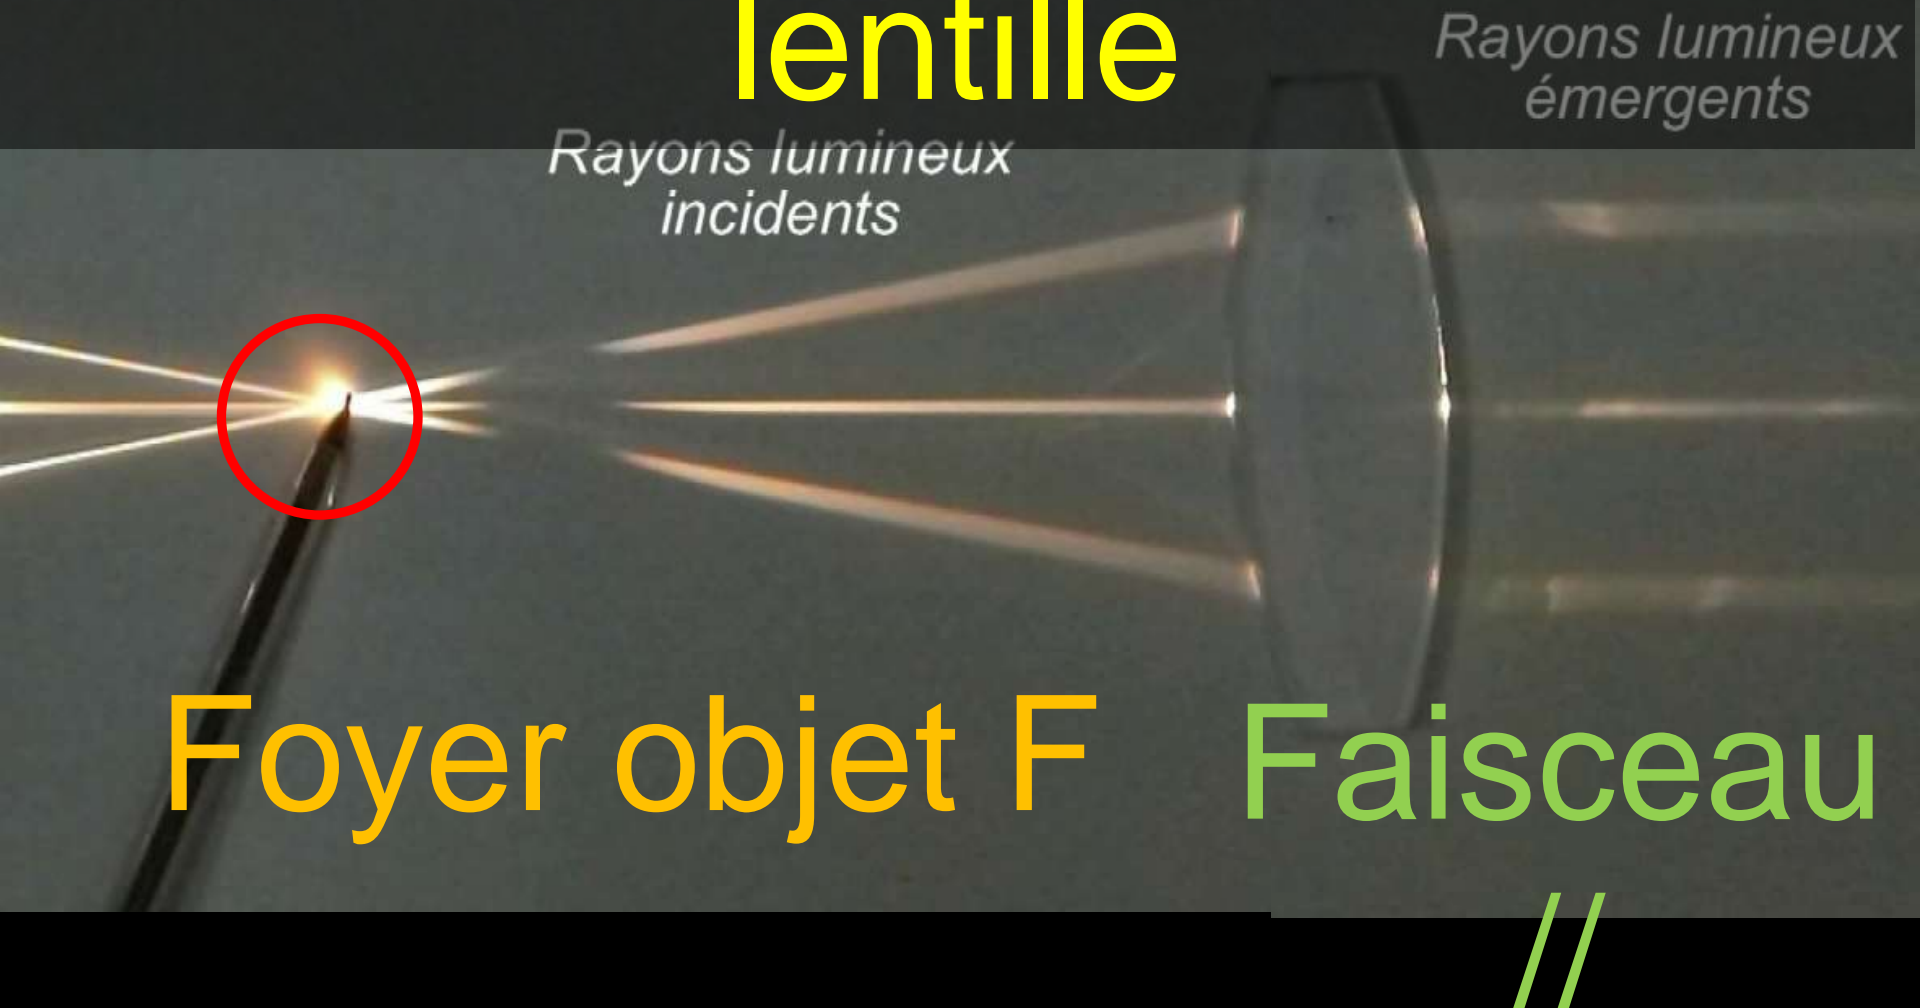 lentille
Rayons lumineux
émergents
Rayons lumineux
incidents
Foyer objet F
Faisceau
//